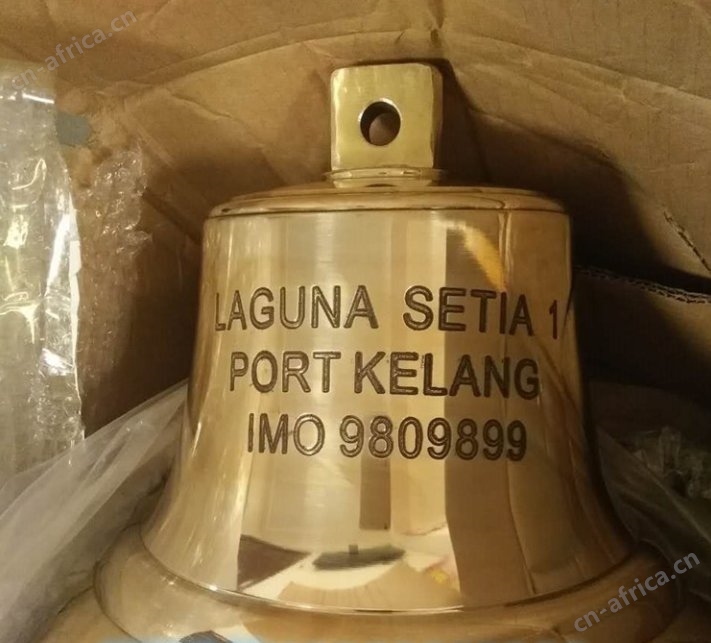 cn-africa.cn
LAGUNA SETIA 1
PORT KELANG
IMO 9809899
cn-africa.cn